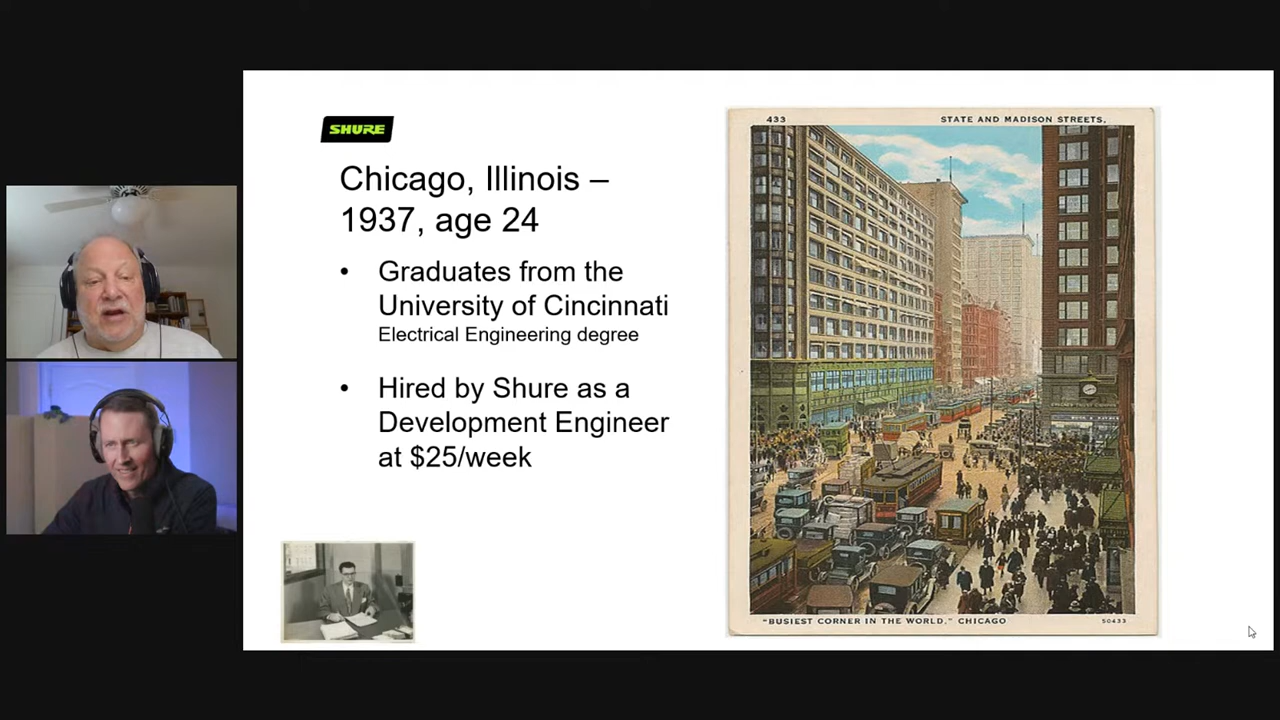 SHURE
Chicago, Illinois –
1937, age 24
• Graduates from the
University of Cincinnati
Electrical Engineering degree
• Hired by Shure as a
Development Engineer
at $25/week
433
STATE AND MADISON STREETS.
"BUSIEST CORNER IN THE WORLD," CHICAGO
50433